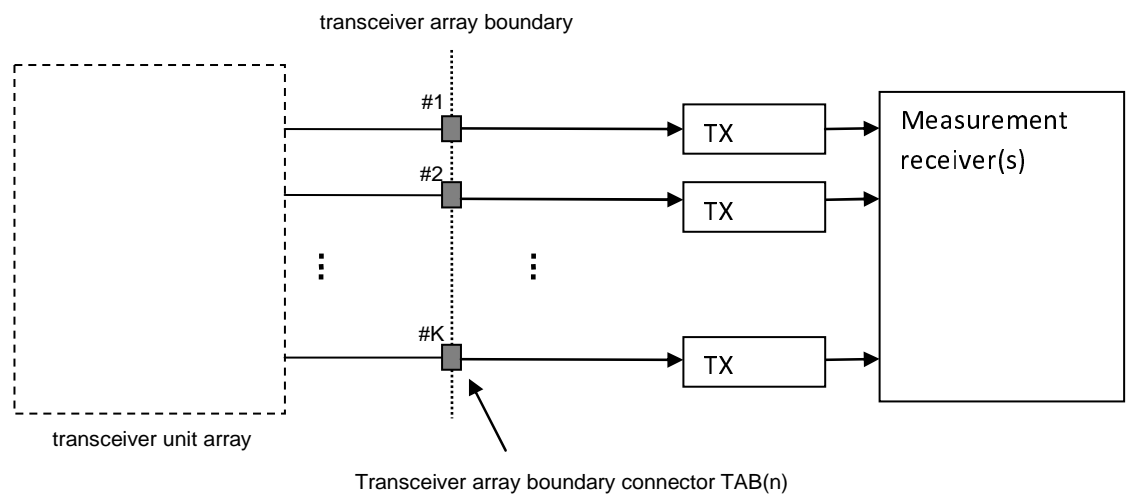 transceiver array boundary
#1
TX
Measurement
receiver(s)
#2
TX
#K
TX
transceiver unit array
Transceiver array boundary connector TAB(n)